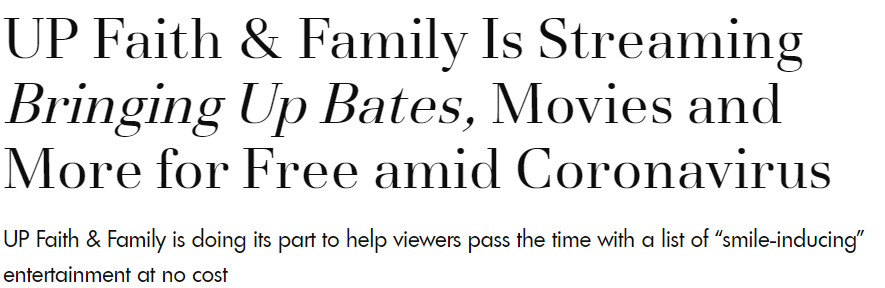 UP Faith & Family Is Streaming
Bringing Up Bates, Movies and
More for Free amid Coronavirus
UP Faith & Family is doing its part to help viewers pass the time with a list of “smile-inducing”
entertainment at no cost